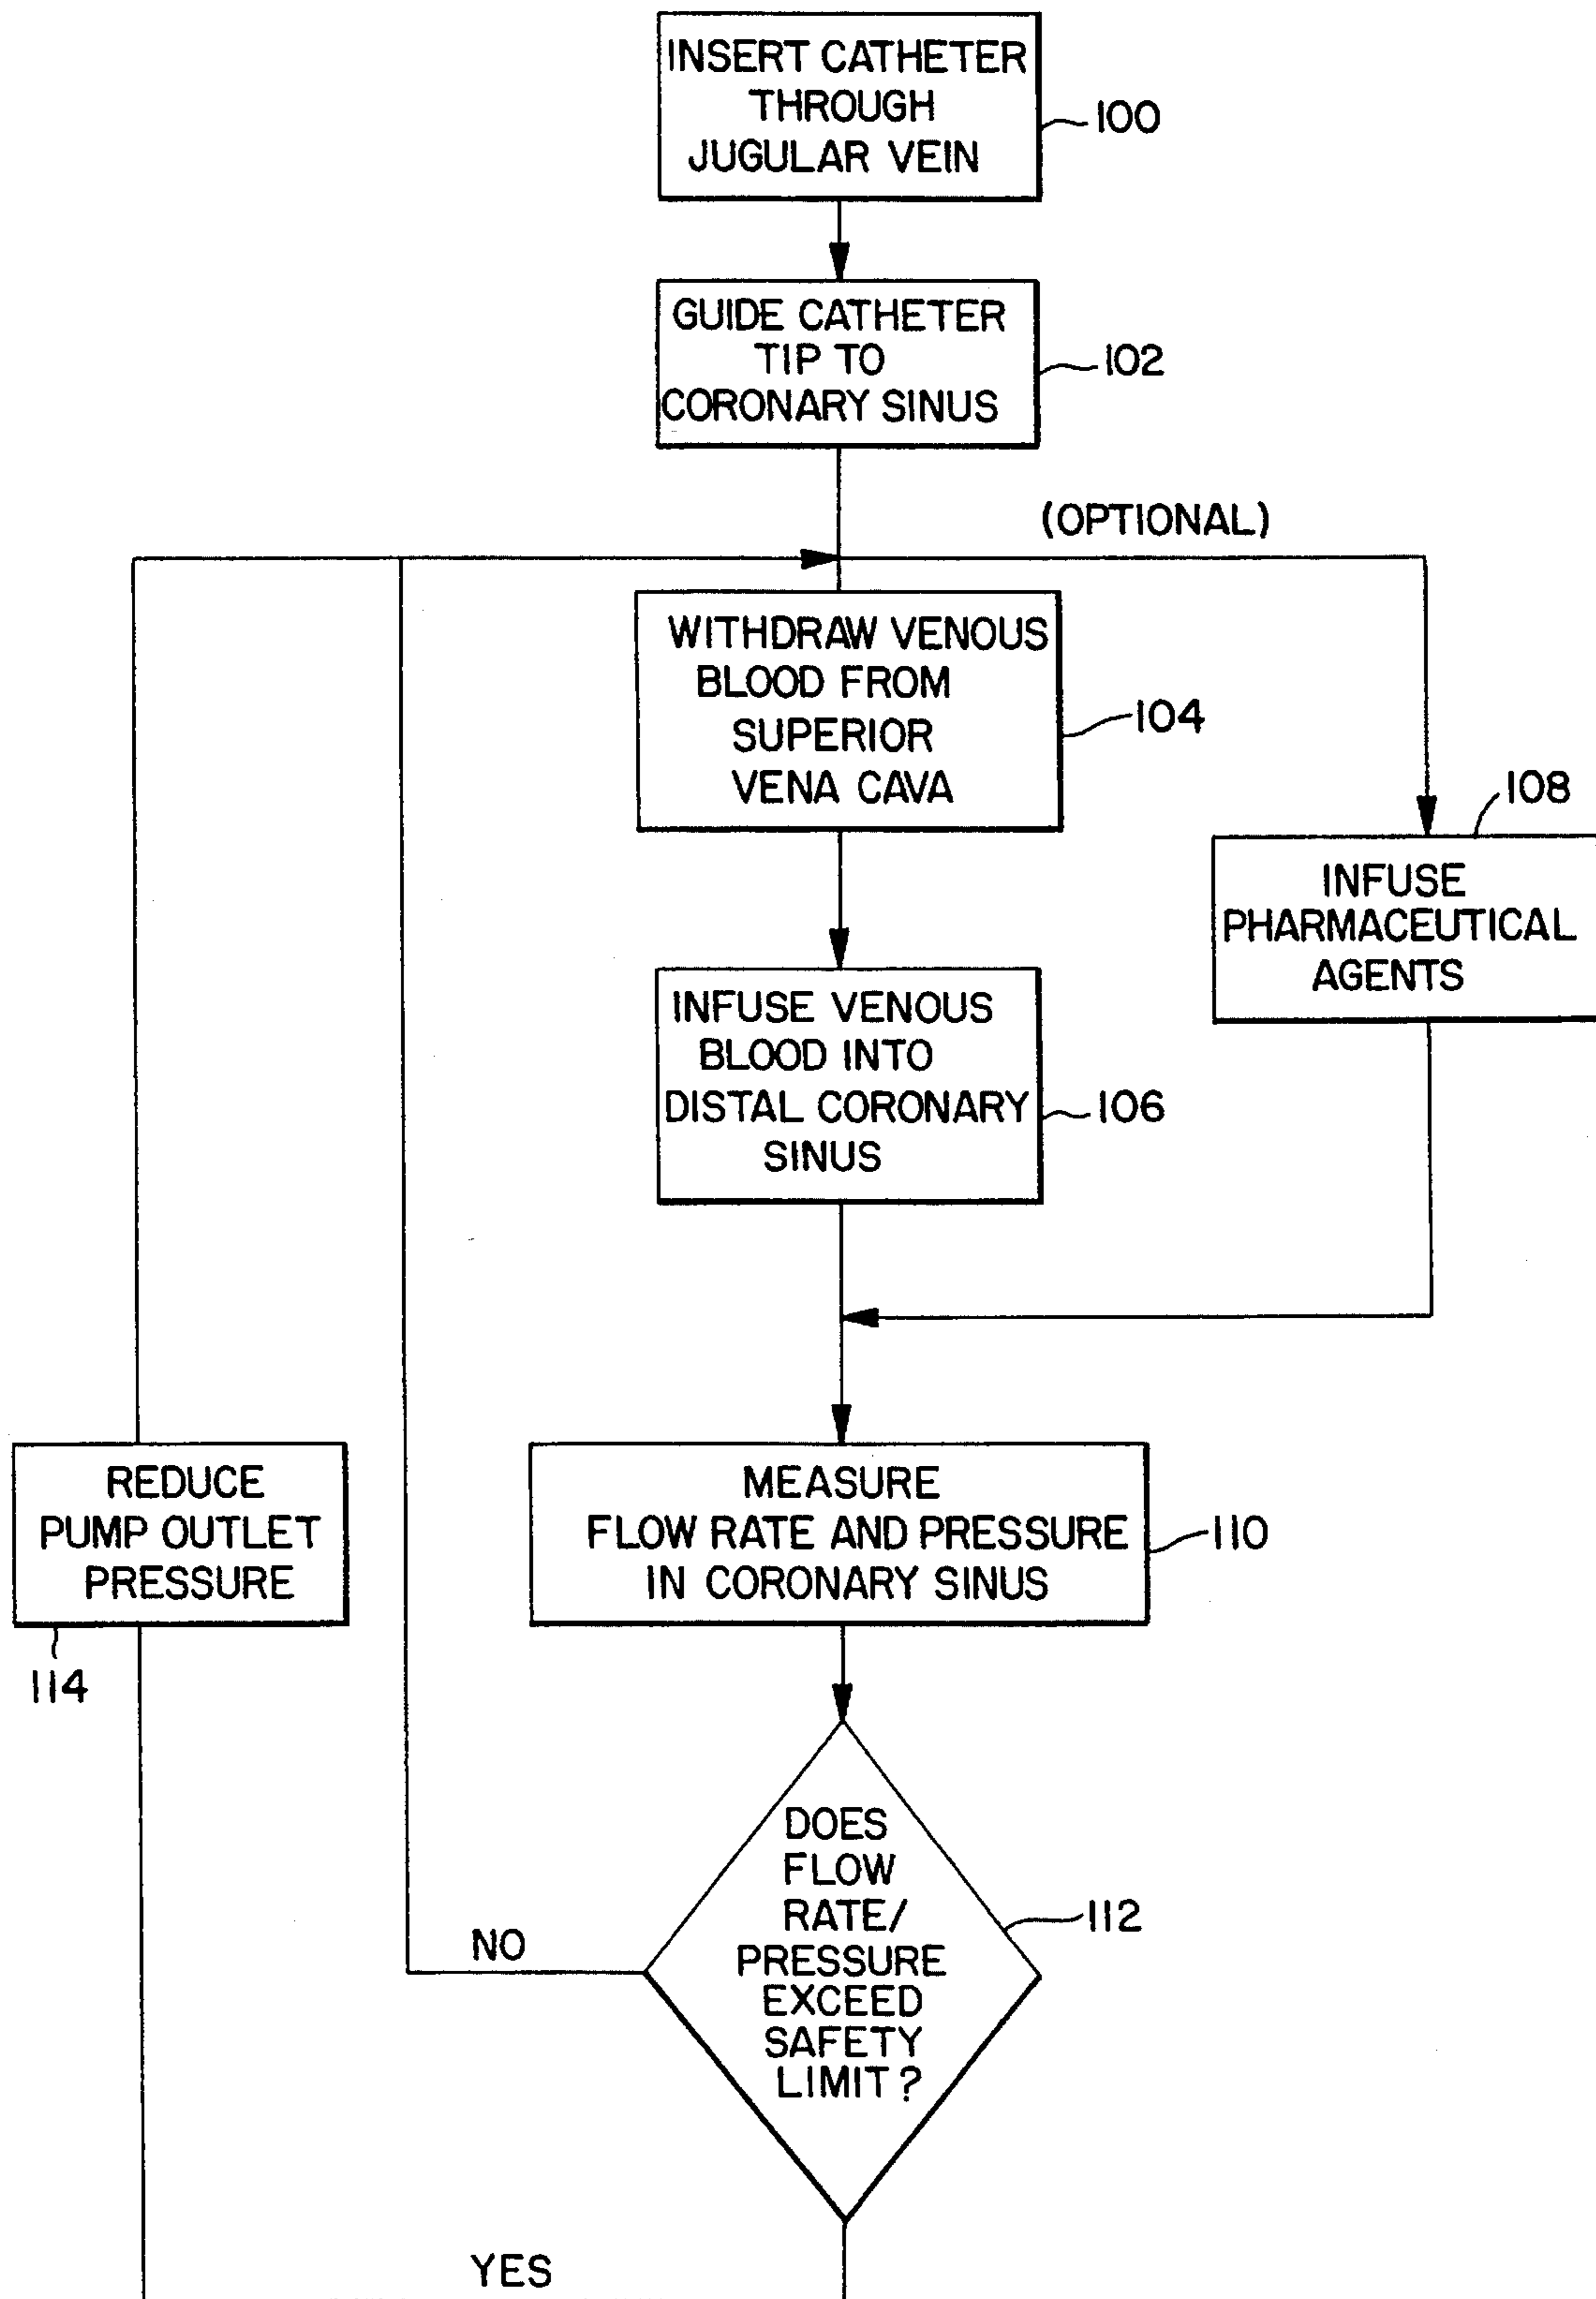 INSERT CATHETER
THROUGH
JUGULAR VEIN
100
GUIDE CATHETER
TIP TO
CORONARY SINUS
102
(OPTIONAL)
WITHDRAW VENOUS
BLOOD FROM
SUPERIOR
VENA CAVA
104
108
INFUSE
PHARMACEUTICAL
AGENTS
INFUSE VENOUS
BLOOD INTO
DISTAL CORONARY
SINUS
106
REDUCE
PUMP OUTLET
PRESSURE
114
MEASURE
FLOW RATE AND PRESSURE
IN CORONARY SINUS
110
DOES
FLOW
RATE/
PRESSURE
EXCEED
SAFETY
LIMIT?
112
NO
YES